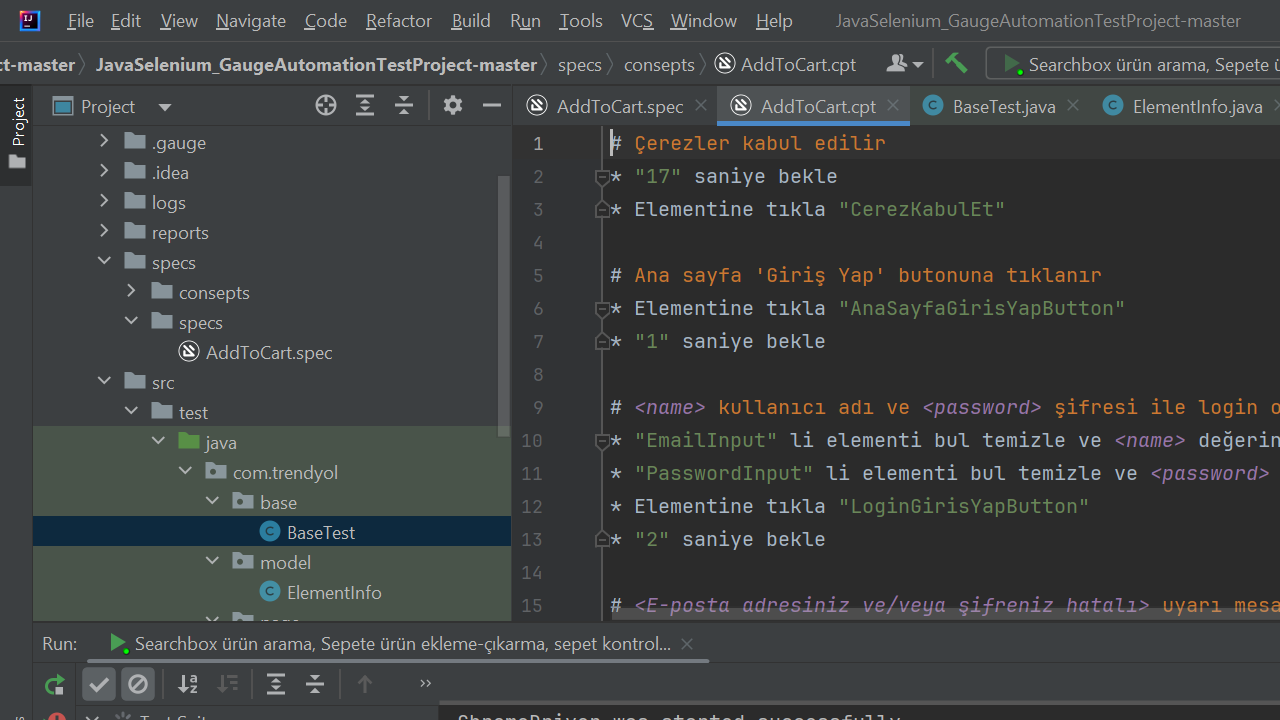 File Edit View Navigate Code Refactor Build Run Tools VCS Window Help JavaSelenium_GaugeAutomationTestProject-master
ct-master JavaSelenium_GaugeAutomationTestProject-master specs consepts AddToCart.cpt Searchbox ürün arama, Sepete ü
Project
Project
AddToCart.spec AddToCart.cpt BaseTest.java ElementInfo.java
.gauge
.idea
logs
reports
specs
consepts
specs
AddToCart.spec
src
test
java
com.trendyol
base
BaseTest
model
ElementInfo
1 # Çerezler kabul edilir
2 * "17" saniye bekle
3 * Elementine tıkla "CerezKabulEt"
4
5 # Ana sayfa 'Giriş Yap' butonuna tıklanır
6 * Elementine tıkla "AnaSayfaGirisYapButton"
7 * "1" saniye bekle
8
9 # <name> kullanıcı adı ve <password> şifresi ile login o
10 * "EmailInput" li elementi bul temizle ve <name> değerin
11 * "PasswordInput" li elementi bul temizle ve <password>
12 * Elementine tıkla "LoginGirisYapButton"
13 * "2" saniye bekle
14
15 # <E-posta adresiniz ve/veya şifreniz hatalı> uyarı mesa
Run: Searchbox ürün arama, Sepete ürün ekleme-çıkarma, sepet kontrol...
ChromeDriver was started successfully